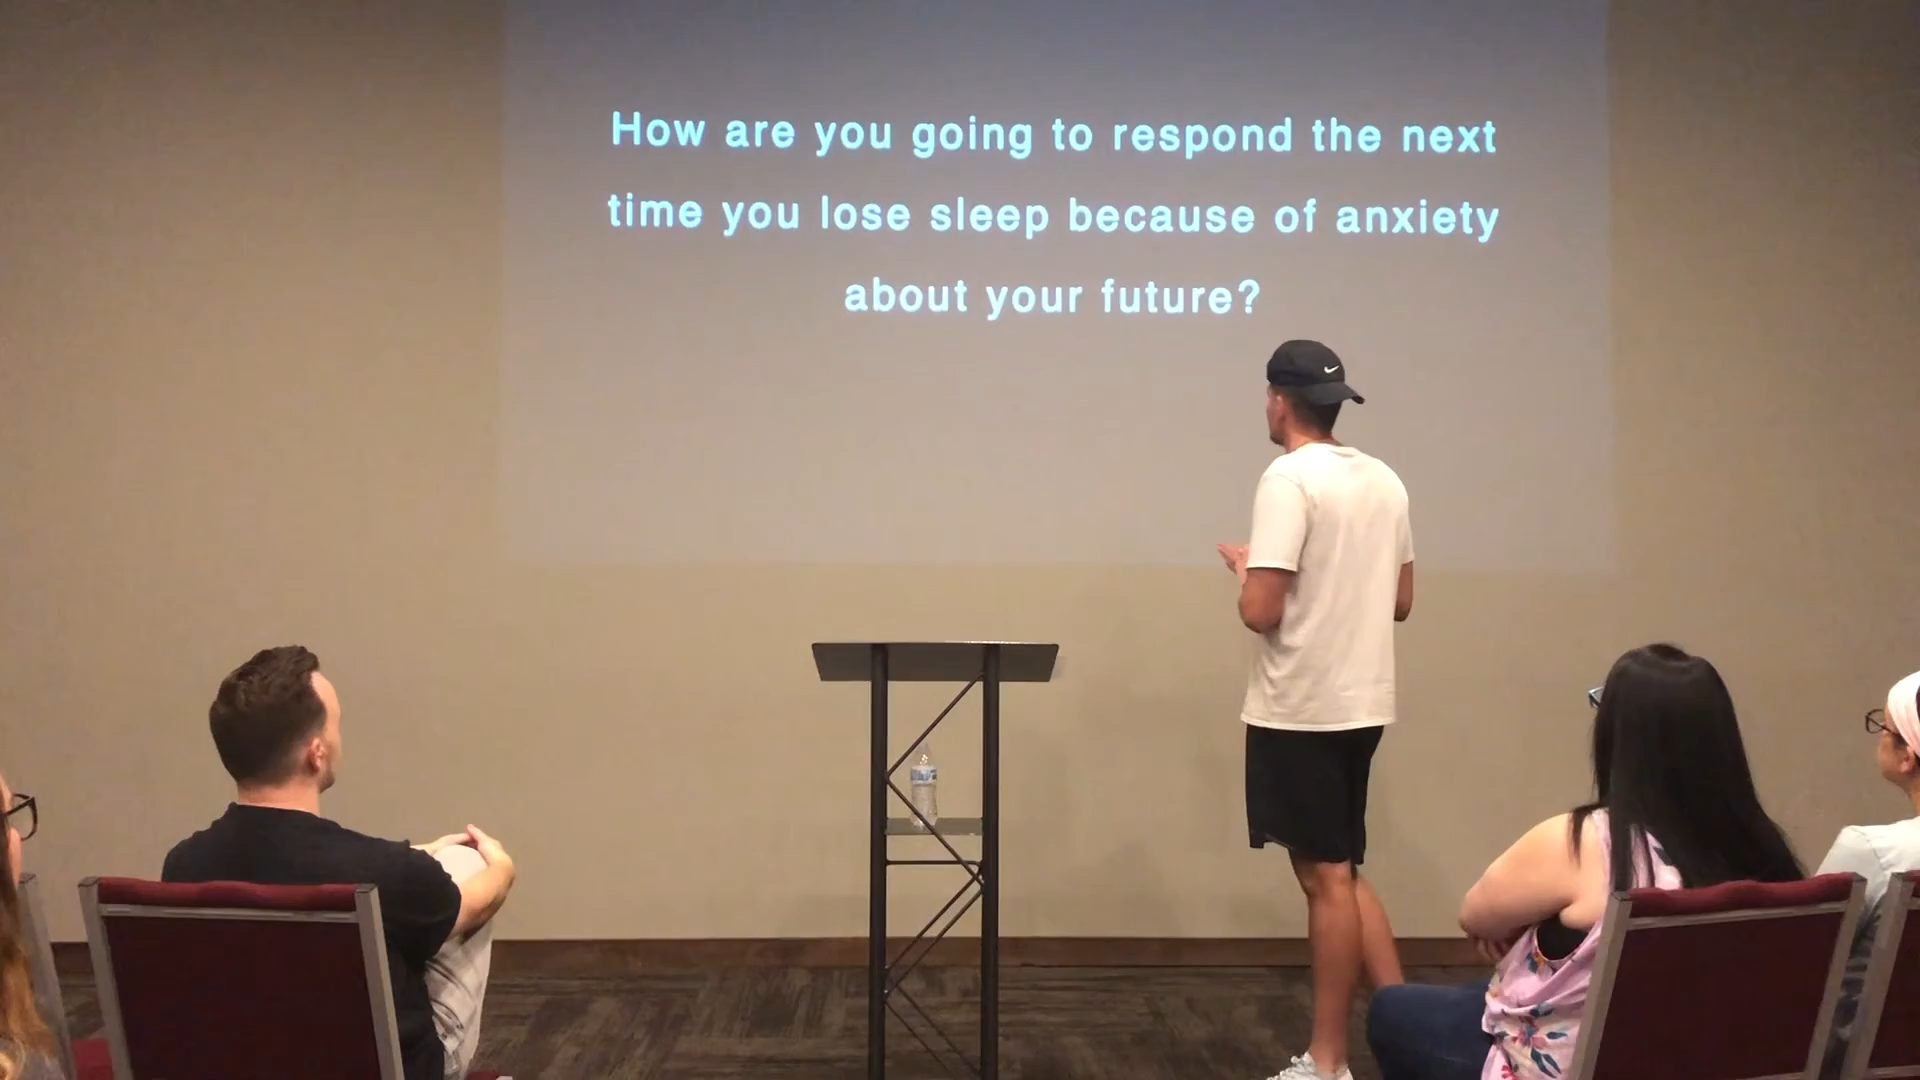 How are you going to respond the next
time you lose sleep because of anxiety
about your future?